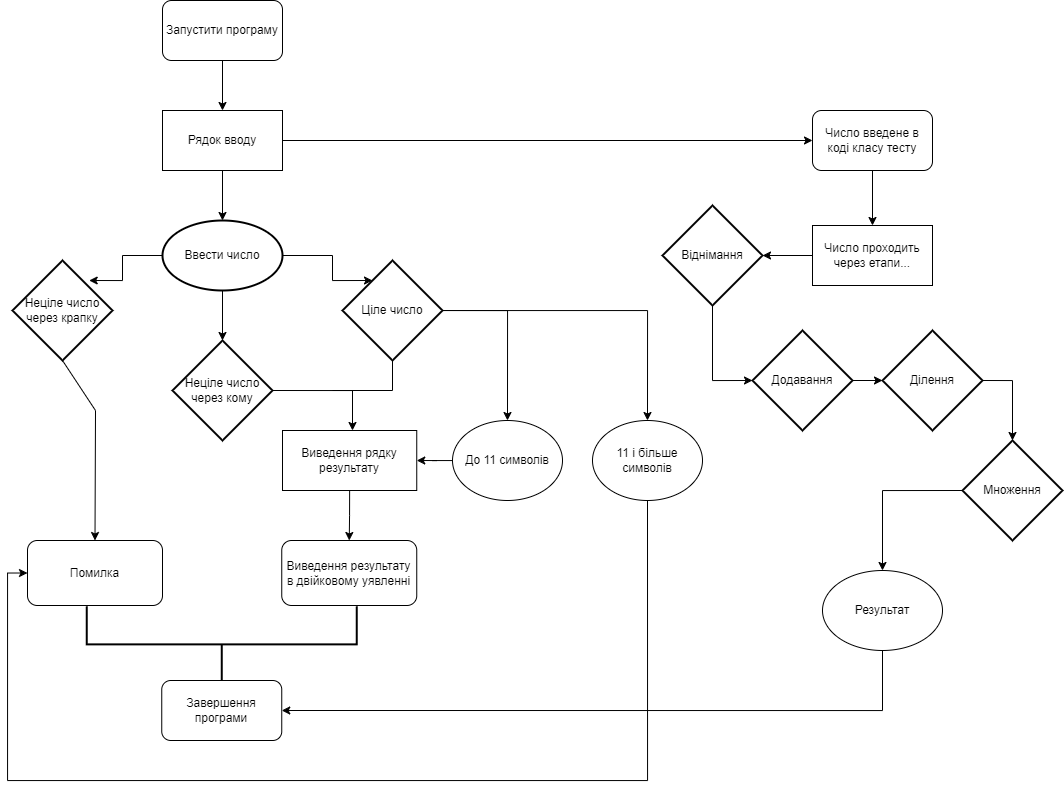 Запустити програму
Рядок вводу
Число введене в
коді класу тесту
Ввести число
Віднімання
Число проходить
через етапи...
Неціле число
через крапку
Ціле число
Неціле число
через кому
Додавання
Ділення
Виведення рядку
результату
До 11 символів
11 і більше
символів
Множення
Помилка
Виведення результату
в двійковому уявленні
Результат
Завершення
програми